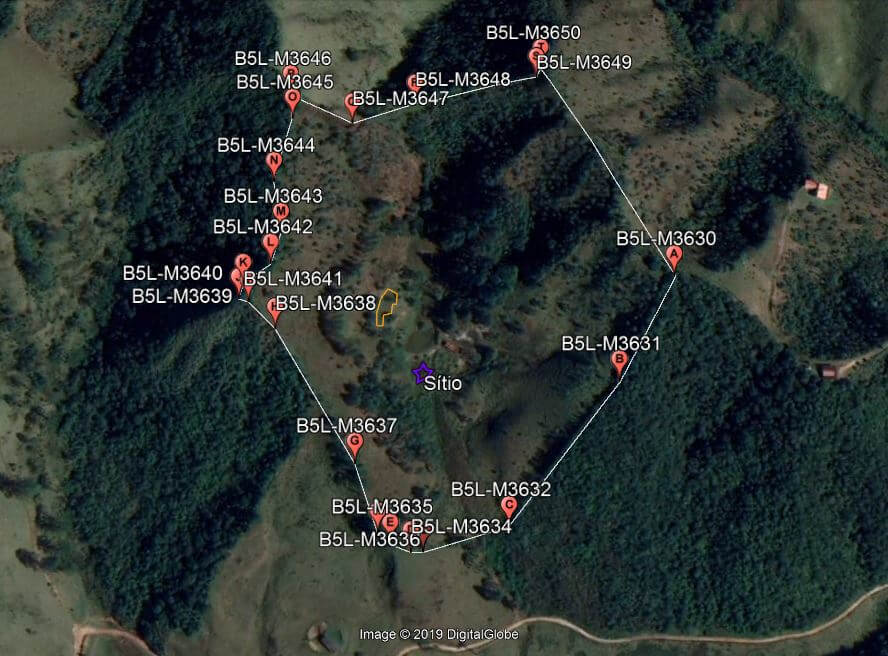 B5L-M3650
B5L-M3646
B5L-M3649
B5L-M3645
B5L-M3648
B5L-M3647
O
B5L-M3644
N
B5L-M3643
M
B5L-M3642
B5L-M3630
L
A
K
B5L-M3640
B5L-M3641
B5L-M3639
B5L-M3638
B5L-M3631
B
Sítio
B5L-M3637
G
B5L-M3632
C
B5L-M3635
E
B5L-M3634
B5L-M3636
Image © 2019 DigitalGlobe